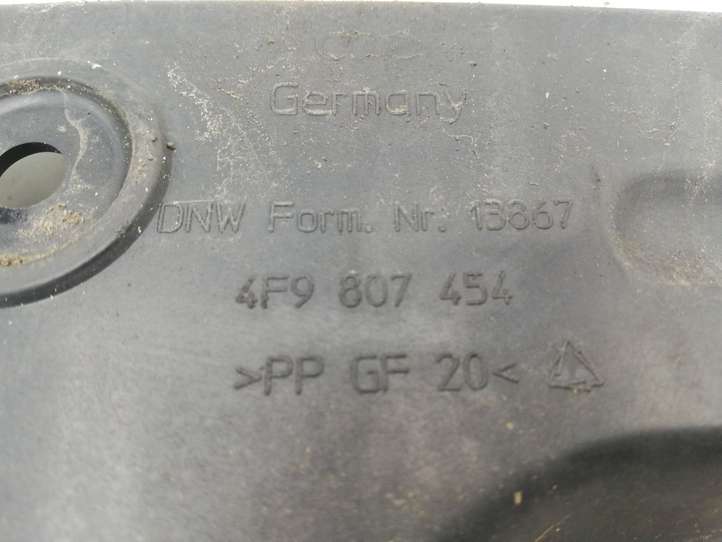 Germany
DNW Form. Nr. 13867
4F9 807 454
>PP GF 20<